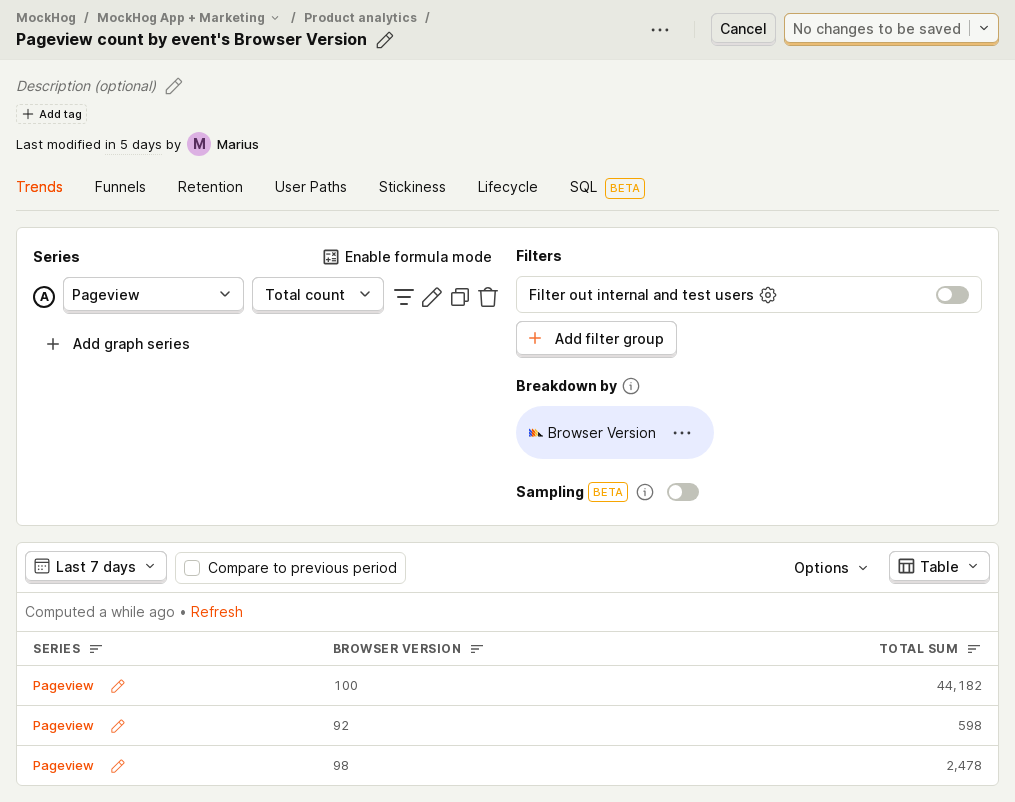 MockHog / MockHog App + Marketing / Product analytics /
Pageview count by event's Browser Version
Cancel
No changes to be saved
Description (optional)
Add tag
Last modified in 5 days by M Marius
Trends Funnels Retention User Paths Stickiness Lifecycle SQL BETA
Series
Enable formula mode
A Pageview Total count
Add graph series
Filters
Filter out internal and test users
Add filter group
Breakdown by
Browser Version
Sampling BETA
Last 7 days Compare to previous period Options Table
Computed a while ago • Refresh
SERIES BROWSER VERSION TOTAL SUM
Pageview 100 44,182
Pageview 92 598
Pageview 98 2,478